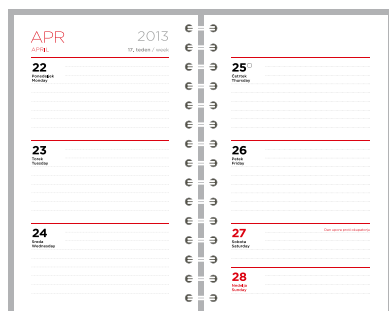 APR 2013
APRIL 17. teden / week
22
Ponedeljek
Monday
23
Torek
Tuesday
24
Sreda
Wednesday
25
Četrtek
Thursday
26
Petek
Friday
27
Sobota
Saturday
28
Nedelja
Sunday